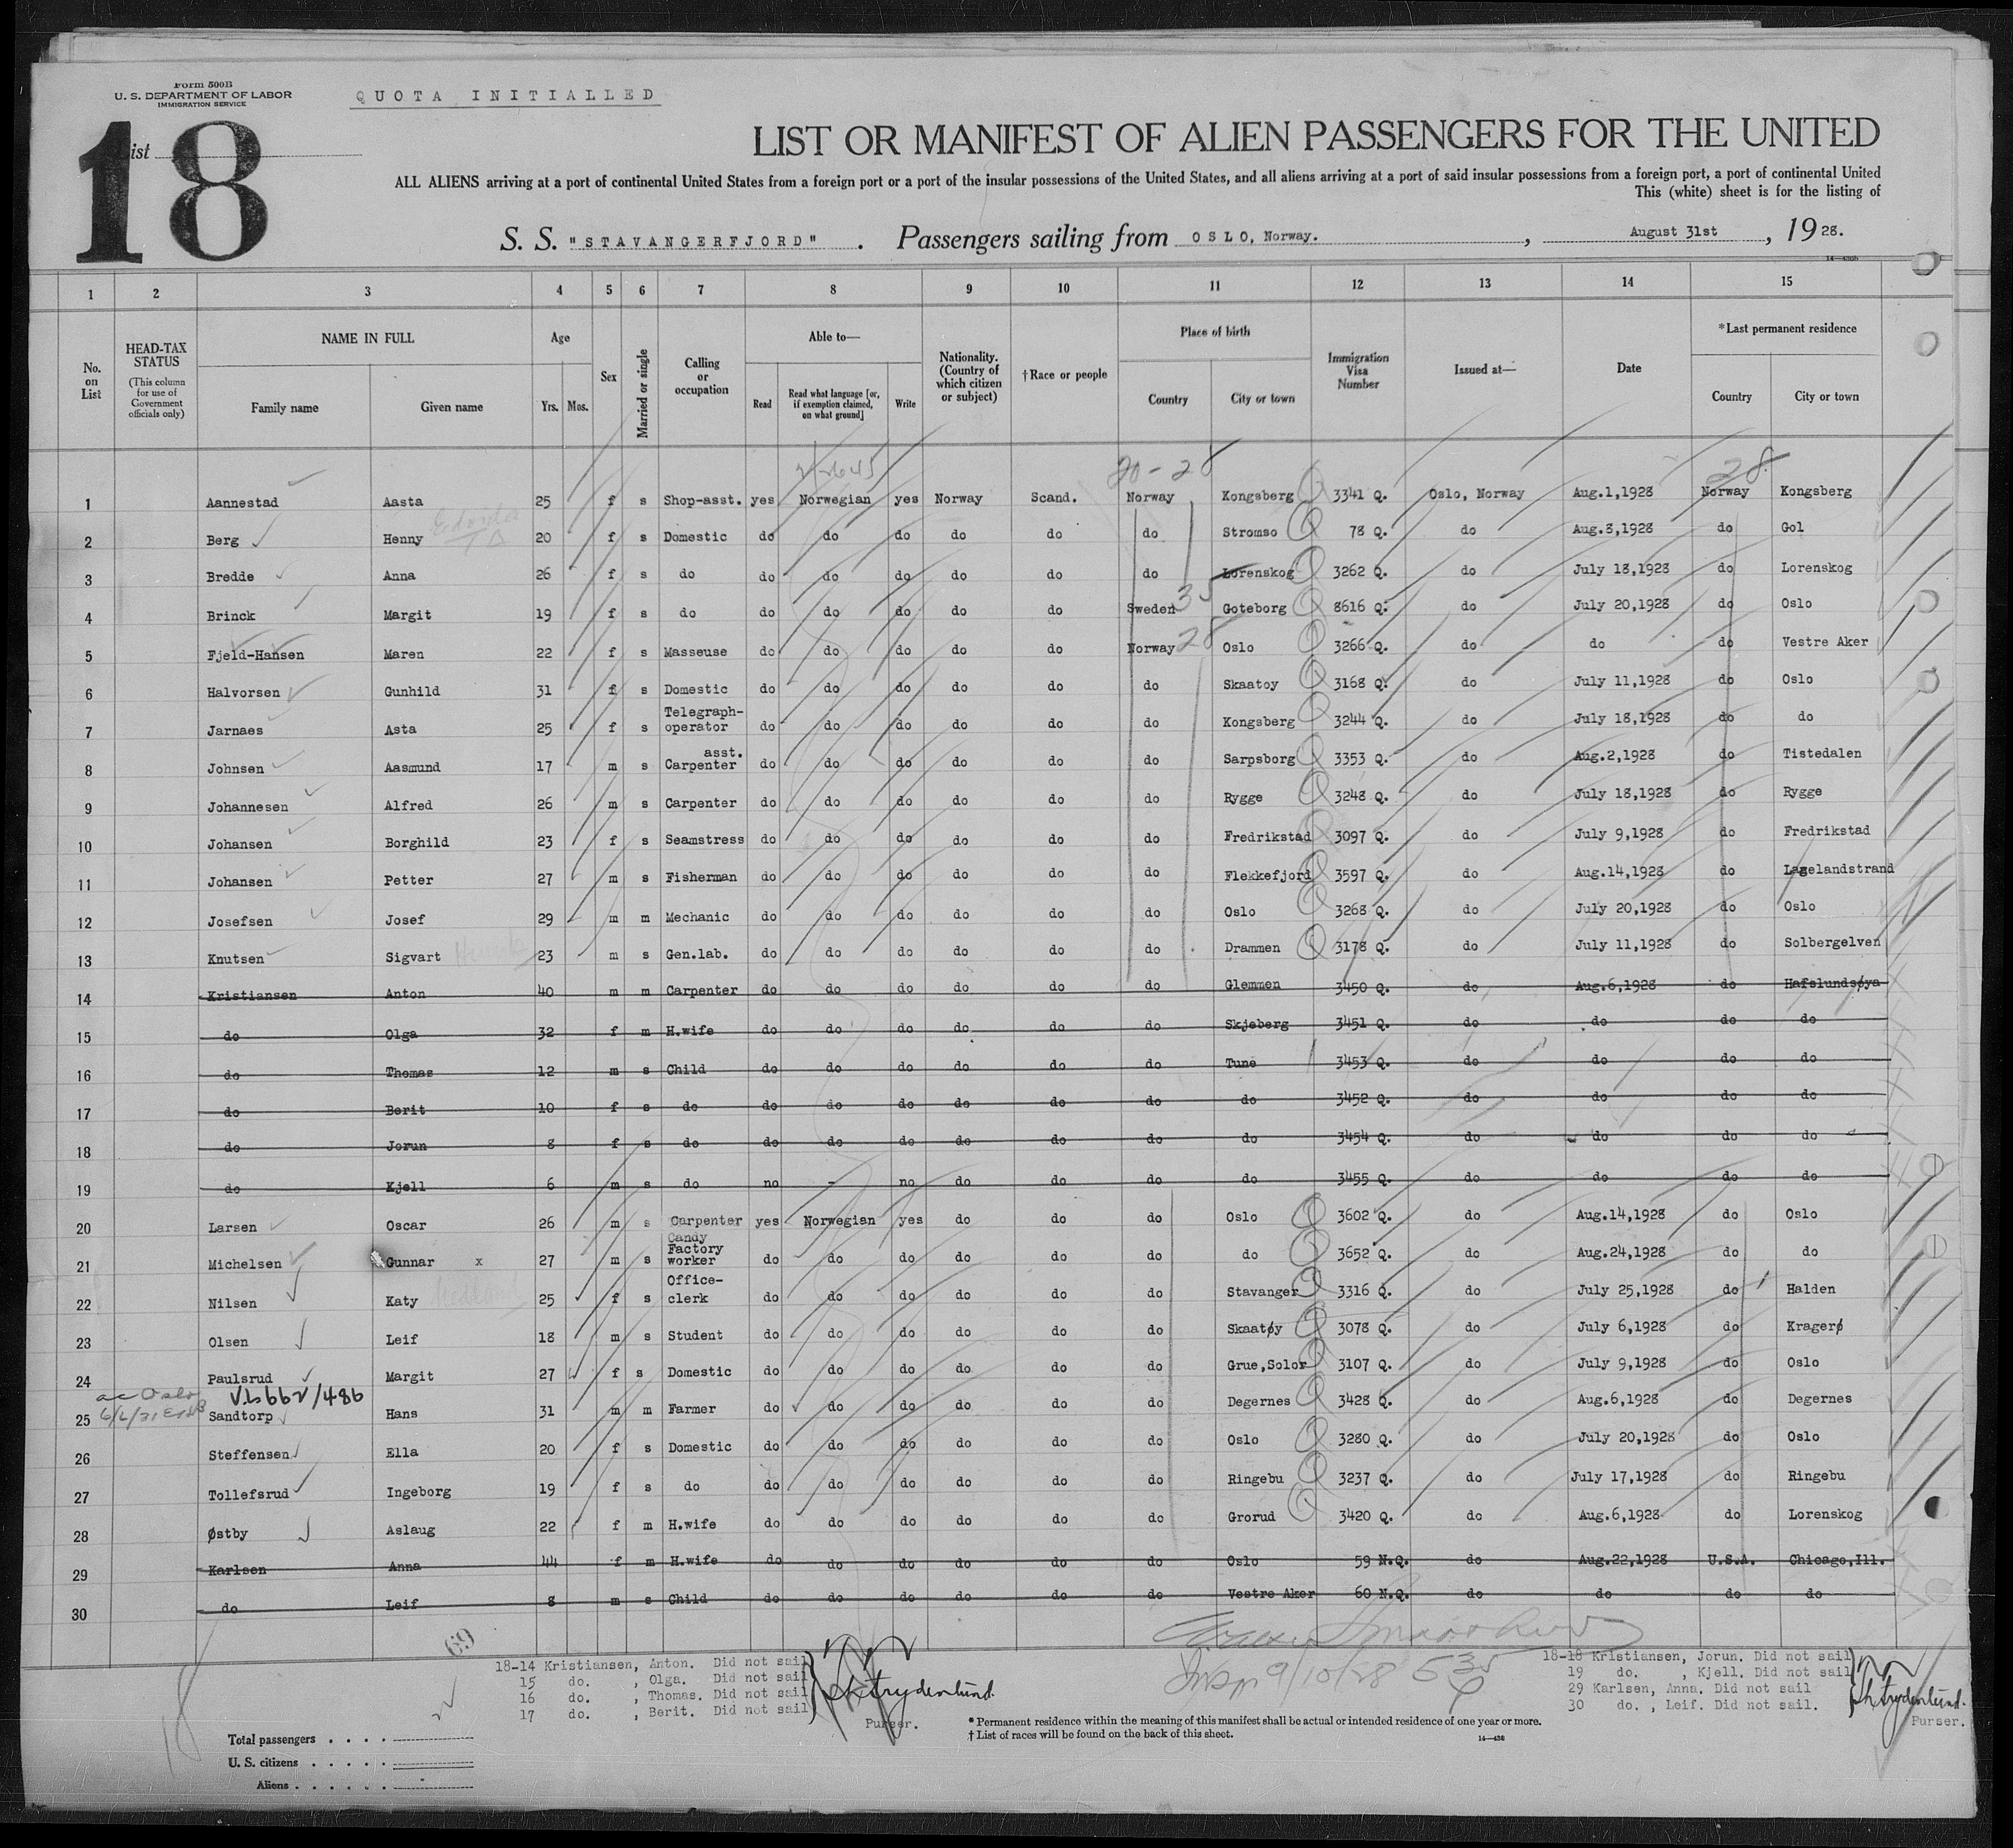 Form 500B
U. S. DEPARTMENT OF LABOR
IMMIGRATION SERVICE
QUOTA INITIALLED
18
ist
LIST OR MANIFEST OF ALIEN PASSENGERS FOR THE UNITED
ALL ALIENS arriving at a port of continental United States from a foreign port or a port of the insular possessions of the United States, and all aliens arriving at a port of said insular possessions from a foreign port, a port of continental United
This (white) sheet is for the listing of
S. S. "STAVANGERFJORD". Passengers sailing from OSLO, Norway. , August 31st , 1928.
1 2 3 4 5 6 7 8 9 10 11 12 13 14 15
No. on List
HEAD-TAX STATUS
(This column for use of Government officials only)
NAME IN FULL
Family name Given name
Age
Yrs. Mos.
Sex
Married or single
Calling or occupation
Able to—
Read
Read what language [or, if exemption claimed, on what ground]
Write
Nationality. (Country of which citizen or subject)
†Race or people
Place of birth
Country City or town
Immigration Visa Number
Issued at—
Date
*Last permanent residence
Country City or town
20-28 28
1 Aannestad Aasta 25 f s Shop-asst. yes Norwegian yes Norway Scand. Norway Kongsberg 3341 Q. Oslo, Norway Aug.1,1928 Norway Kongsberg
2 Berg Henny 20 f s Domestic do do do do do do Stromso 78 Q. do Aug.8,1928 do Gol
3 Bredde Anna 26 f s do do do do do do do Lorenskog 3262 Q. do July 18,1928 do Lorenskog
4 Brinck Margit 19 f s do do do do do do Sweden 35 Goteborg 8616 Q. do July 20,1928 do Oslo
5 Fjeld-Hansen Maren 22 f s Masseuse do do do do do Norway 28 Oslo 3266 Q. do do do Vestre Aker
6 Halvorsen Gunhild 31 f s Domestic do do do do do do Skaatoy 3168 Q. do July 11,1928 do Oslo
7 Jarnaes Asta 25 f s Telegraph-operator do do do do do do Kongsberg 3244 Q. do July 18,1928 do do
8 Johnsen Aasmund 17 m s asst. Carpenter do do do do do do Sarpsborg 3353 Q. do Aug.2,1928 do Tistedalen
9 Johannesen Alfred 26 m s Carpenter do do do do do do Rygge 3248 Q. do July 18,1928 do Rygge
10 Johansen Borghild 23 f s Seamstress do do do do do do Fredrikstad 3097 Q. do July 9,1928 do Fredrikstad
11 Johansen Petter 27 m s Fisherman do do do do do do Flekkefjord 3597 Q. do Aug.14,1928 do Lagelandstrand
12 Josefsen Josef 29 m m Mechanic do do do do do do Oslo 3268 Q. do July 20,1928 do Oslo
13 Knutsen Sigvart 23 m s Gen.lab. do do do do do do Drammen 3178 Q. do July 11,1928 do Solbergelven
14 Kristiansen Anton 40 m m Carpenter do do do do do do Glemmen 3450 Q. do Aug.6,1928 do Hafslundsøya
15 do Olga 32 f m H.wife do do do do do do Skjeberg 3451 Q. do do do do
16 do Thomas 12 m s Child do do do do do do Tune 3453 Q. do do do do
17 do Berit 10 f s do do do do do do do do 3452 Q. do do do do
18 do Jorun 8 f s do do do do do do do do 3454 Q. do do do do
19 do Kjell 6 m s do no - no do do do do 3455 Q. do do do do
20 Larsen Oscar 26 m s Carpenter yes Norwegian yes do do do Oslo 3602 Q. do Aug.14,1928 do Oslo
21 Michelsen Gunnar x 27 m s Candy Factory worker do do do do do do do 3652 Q. do Aug.24,1928 do do
22 Nilsen Katy 25 f s Office-clerk do do do do do do Stavanger 3316 Q. do July 25,1928 do Halden
23 Olsen Leif 18 m s Student do do do do do do Skaatøy 3078 Q. do July 6,1928 do Kragerø
24 Paulsrud Margit 27 f s Domestic do do do do do do Grue,Solor 3107 Q. do July 9,1928 do Oslo
25 Sandtorp Hans 31 m m Farmer do do do do do do Degernes 3428 Q. do Aug.6,1928 do Degernes
26 Steffensen Ella 20 f s Domestic do do do do do do Oslo 3280 Q. do July 20,1928 do Oslo
27 Tollefsrud Ingeborg 19 f s do do do do do do do Ringebu 3237 Q. do July 17,1928 do Ringebu
28 Østby Aslaug 22 f m H.wife do do do do do do Grorud 3420 Q. do Aug.6,1928 do Lorenskog
29 Karlsen Anna 44 f m H.wife do do do do do do Oslo 59 N.Q. do Aug.22,1928 U.S.A. Chicago,Ill.
30 do Leif 8 m s Child do do do do do do Vestre Aker 60 N.Q. do do do do
69
18-14 Kristiansen, Anton. Did not sail
15 do. , Olga. Did not sail
16 do. , Thomas. Did not sail
17 do. , Berit. Did not sail
Purser.
Insp 9/10/28
18-18 Kristiansen, Jorun. Did not sail
19 do. , Kjell. Did not sail
29 Karlsen, Anna. Did not sail
30 do. , Leif. Did not sail.
Purser.
18
Total passengers . . . .
U. S. citizens . . . . .
Aliens . . . . . .
* Permanent residence within the meaning of this manifest shall be actual or intended residence of one year or more.
† List of races will be found on the back of this sheet.
14—436